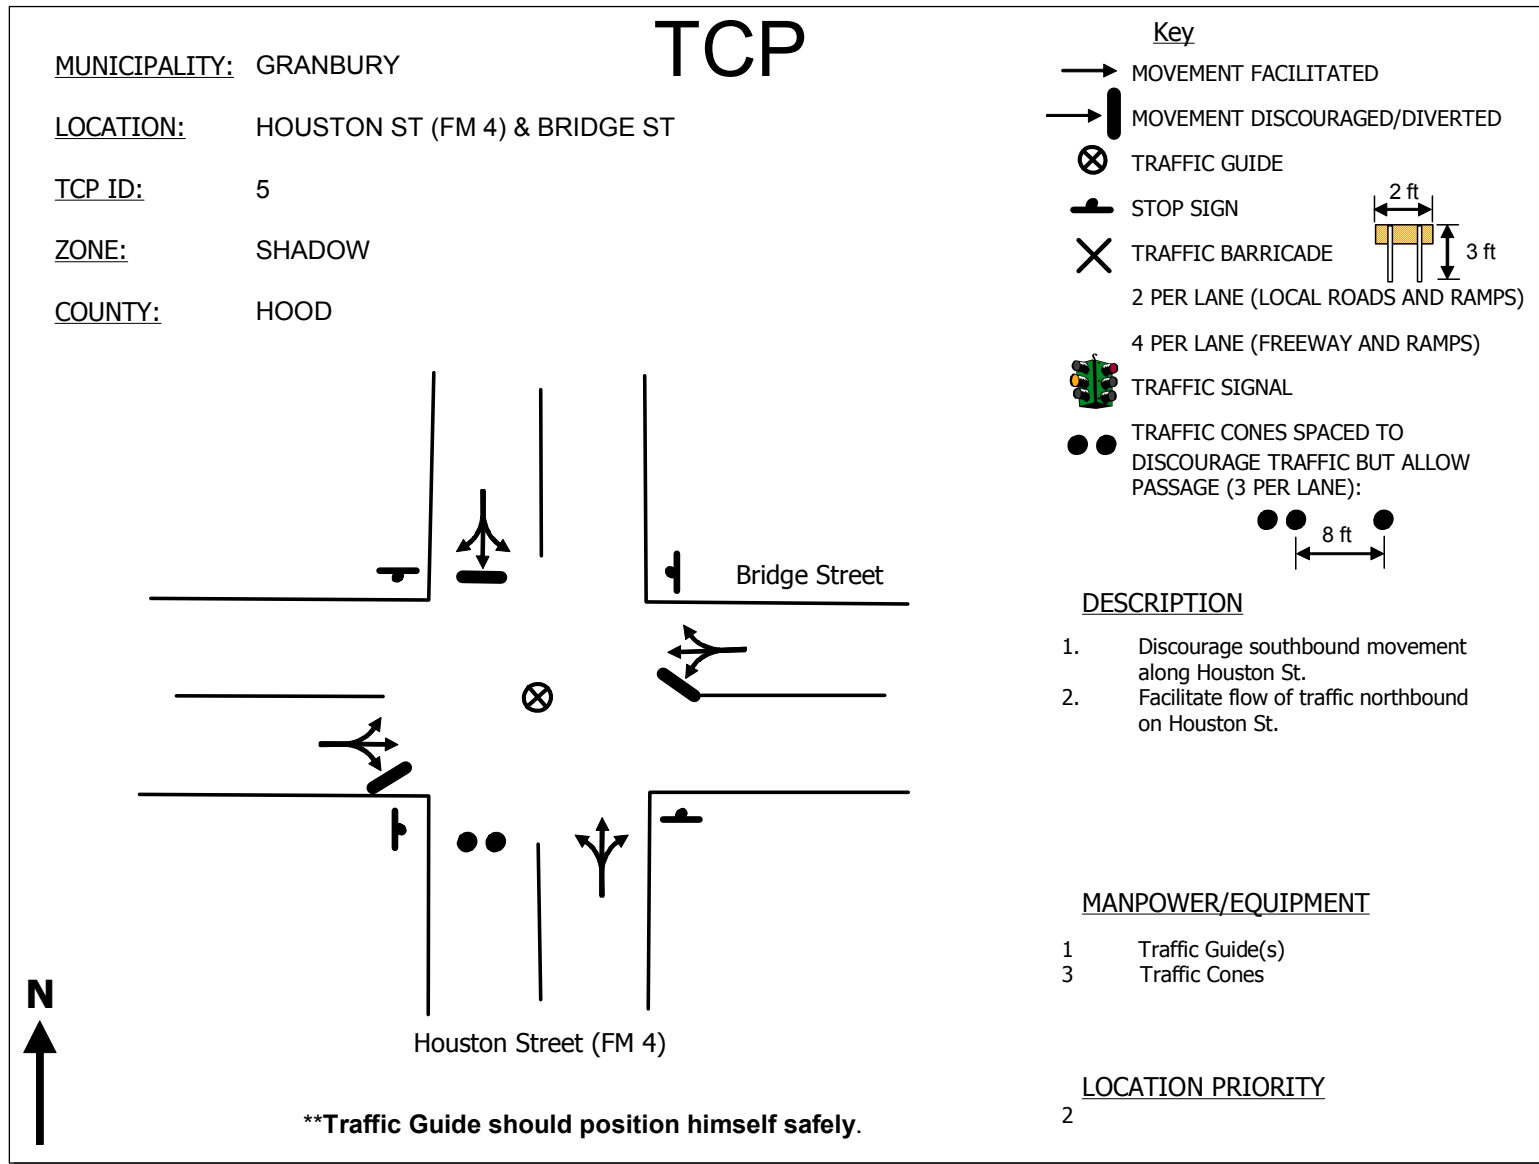 TCP
MUNICIPALITY: GRANBURY
LOCATION: HOUSTON ST (FM 4) & BRIDGE ST
TCP ID: 5
ZONE: SHADOW
COUNTY: HOOD
Key
MOVEMENT FACILITATED
MOVEMENT DISCOURAGED/DIVERTED
TRAFFIC GUIDE
STOP SIGN
2 ft
TRAFFIC BARRICADE
3 ft
2 PER LANE (LOCAL ROADS AND RAMPS)
4 PER LANE (FREEWAY AND RAMPS)
TRAFFIC SIGNAL
TRAFFIC CONES SPACED TO
DISCOURAGE TRAFFIC BUT ALLOW
PASSAGE (3 PER LANE):
8 ft
Bridge Street
Houston Street (FM 4)
N
**Traffic Guide should position himself safely.
DESCRIPTION
1. Discourage southbound movement
along Houston St.
2. Facilitate flow of traffic northbound
on Houston St.
MANPOWER/EQUIPMENT
1 Traffic Guide(s)
3 Traffic Cones
LOCATION PRIORITY
2